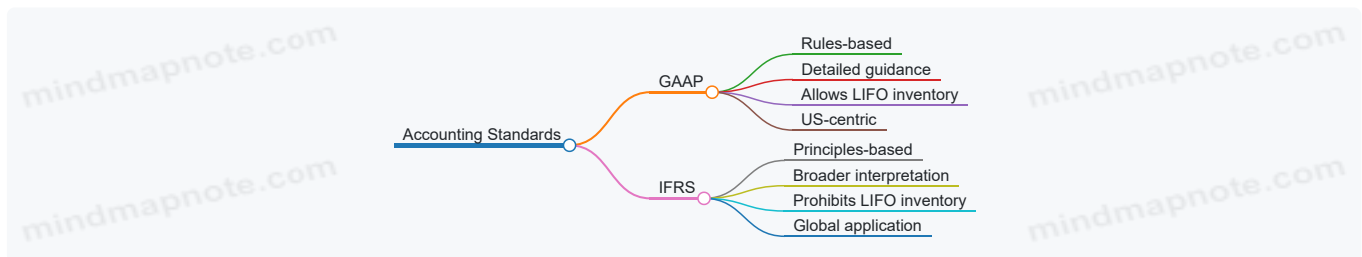 mindmapnote.com
mindmapnote.com
Accounting Standards
GAAP
Rules-based
Detailed guidance
Allows LIFO inventory
US-centric
IFRS
Principles-based
Broader interpretation
Prohibits LIFO inventory
Global application
mindmapnote.com
mindmapnote.com